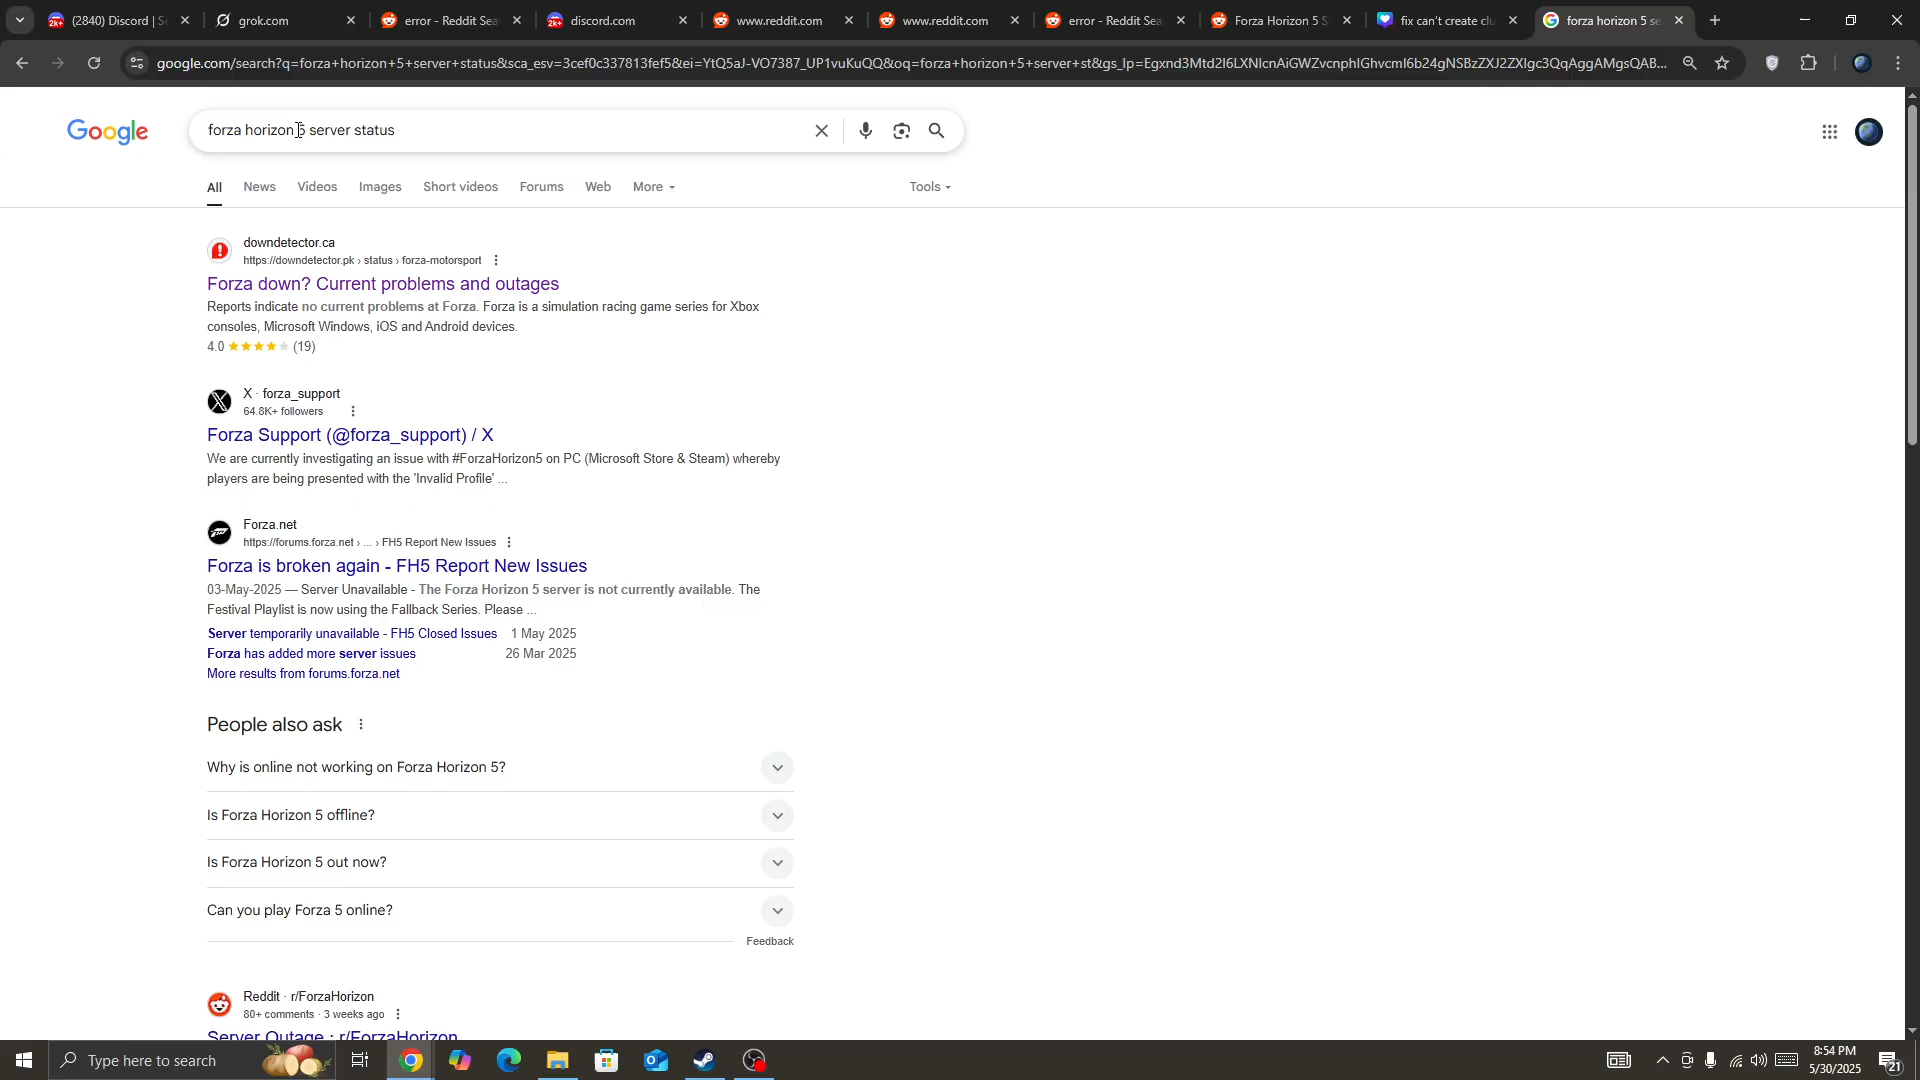 (2840) Discord | Se
grok.com
error - Reddit Sea
discord.com
www.reddit.com
www.reddit.com
error - Reddit Sea
Forza Horizon 5 S
fix can't create clu
forza horizon 5 se
google.com/search?q=forza+horizon+5+server+status&sca_esv=3cef0c337813fef5&ei=YtQ5aJ-VO7387_UP1vuKuQQ&oq=forza+horizon+5+server+st&gs_lp=Egxnd3Mtd2l6LXNlcnAiGWZvcnphIGhvcml6b24gNSBzZXJ2ZXIgc3QqAggAMgsQAB...
Google
forza horizon 5 server status
All
News
Videos
Images
Short videos
Forums
Web
More
Tools
downdetector.ca
https://downdetector.pk › status › forza-motorsport
Forza down? Current problems and outages
Reports indicate no current problems at Forza. Forza is a simulation racing game series for Xbox
consoles, Microsoft Windows, iOS and Android devices.
4.0 ★★★★★ (19)
X · forza_support
64.8K+ followers
Forza Support (@forza_support) / X
We are currently investigating an issue with #ForzaHorizon5 on PC (Microsoft Store & Steam) whereby
players are being presented with the 'Invalid Profile' ...
Forza.net
https://forums.forza.net › ... › FH5 Report New Issues
Forza is broken again - FH5 Report New Issues
03-May-2025 — Server Unavailable - The Forza Horizon 5 server is not currently available. The
Festival Playlist is now using the Fallback Series. Please ...
Server temporarily unavailable - FH5 Closed Issues 1 May 2025
Forza has added more server issues 26 Mar 2025
More results from forums.forza.net
People also ask
Why is online not working on Forza Horizon 5?
Is Forza Horizon 5 offline?
Is Forza Horizon 5 out now?
Can you play Forza 5 online?
Feedback
Reddit · r/ForzaHorizon
80+ comments · 3 weeks ago
Server Outage : r/ForzaHorizon
Type here to search
8:54 PM
5/30/2025
21